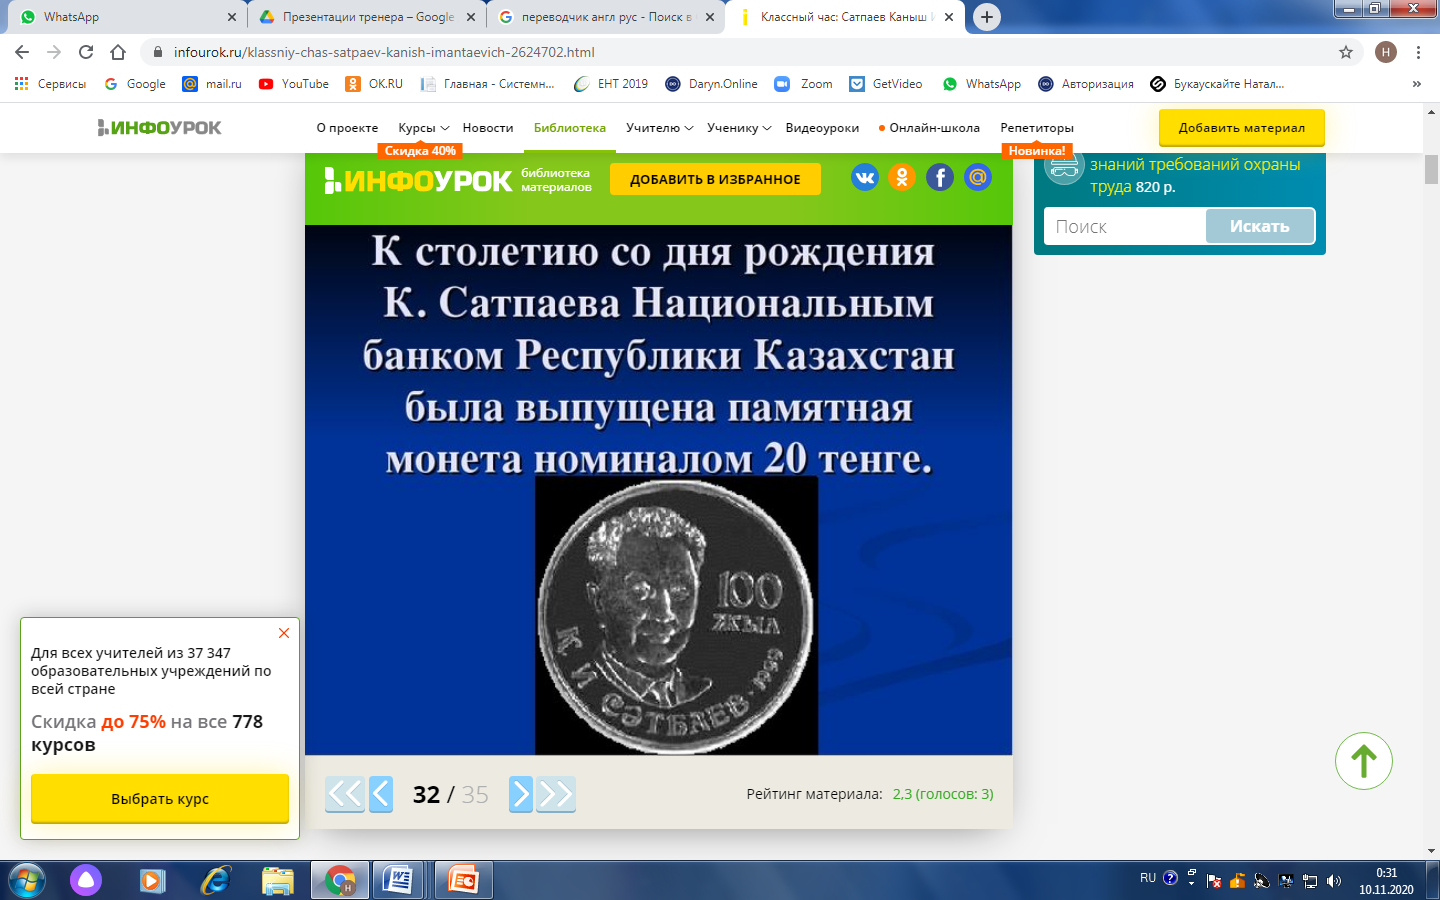 WhatsApp
Презентации тренера – Google
переводчик англ рус - Поиск в
Классный час: Сатпаев Каныш
infourok.ru/klassniy-chas-satpaev-kanish-imantaevich-2624702.html
H
Сервисы
Google
mail.ru
YouTube
OK.RU
Главная - Системн...
ЕНТ 2019
Daryn.Online
Zoom
GetVideo
WhatsApp
Авторизация
Букаускайте Натал...
»
ИНФОУРОК
О проекте
Курсы
Скидка 40%
Новости
Библиотека
Учителю
Ученику
Видеоуроки
Онлайн-школа
Репетиторы
Новинка!
Добавить материал
ИНФОУРОК
библиотека
материалов
ДОБАВИТЬ В ИЗБРАННОЕ
знаний требований охраны
труда 820 р.
Поиск
Искать
К столетию со дня рождения
К. Сатпаева Национальным
банком Республики Казахстан
была выпущена памятная
монета номиналом 20 тенге.
100
ЖЫЛ
К. И. СӘТБАЕВ · 1999
Для всех учителей из 37 347
образовательных учреждений по
всей стране
Скидка до 75% на все 778
курсов
Выбрать курс
32 / 35
Рейтинг материала: 2,3 (голосов: 3)
RU
0:31
10.11.2020